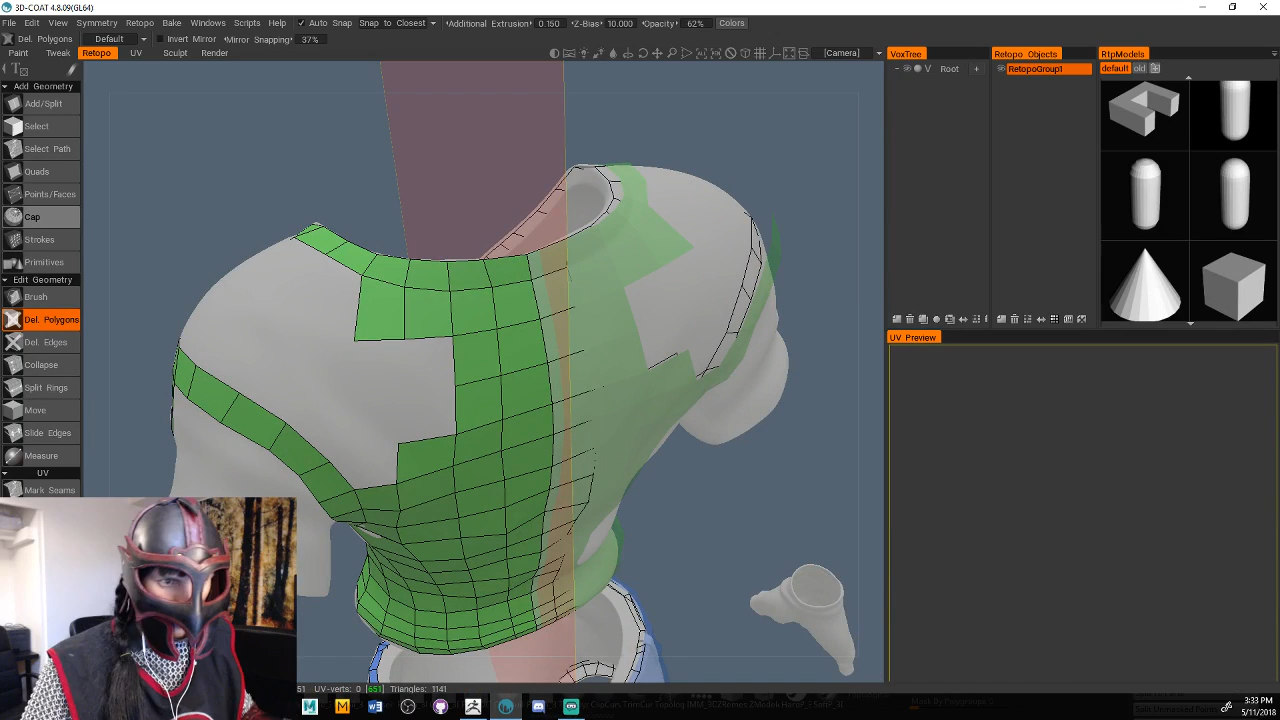 3D-COAT 4.8.09(GL64)
File Edit View Symmetry Retopo Bake Windows Scripts Help Auto Snap Snap to Closest Additional Extrusion: 0.150 Z-Bias: 10.000 Opacity: 62% Colors
Del. Polygons Default Invert Mirror Mirror Snapping: 37%
Paint Tweak Retopo UV Sculpt Render [Camera]
VoxTree Retopo Objects RtpModels
V Root + RetopoGroup1 default old
Add Geometry
Add/Split
Select
Select Path
Quads
Points/Faces
Cap
Strokes
Primitives
Edit Geometry
Brush
Del. Polygons
Del. Edges
Collapse
Split Rings
Move
Slide Edges
Measure
UV
Mark Seams
UV Preview
51 UV-verts: 0 [651] Triangles: 1141
3:33 PM
5/11/2018